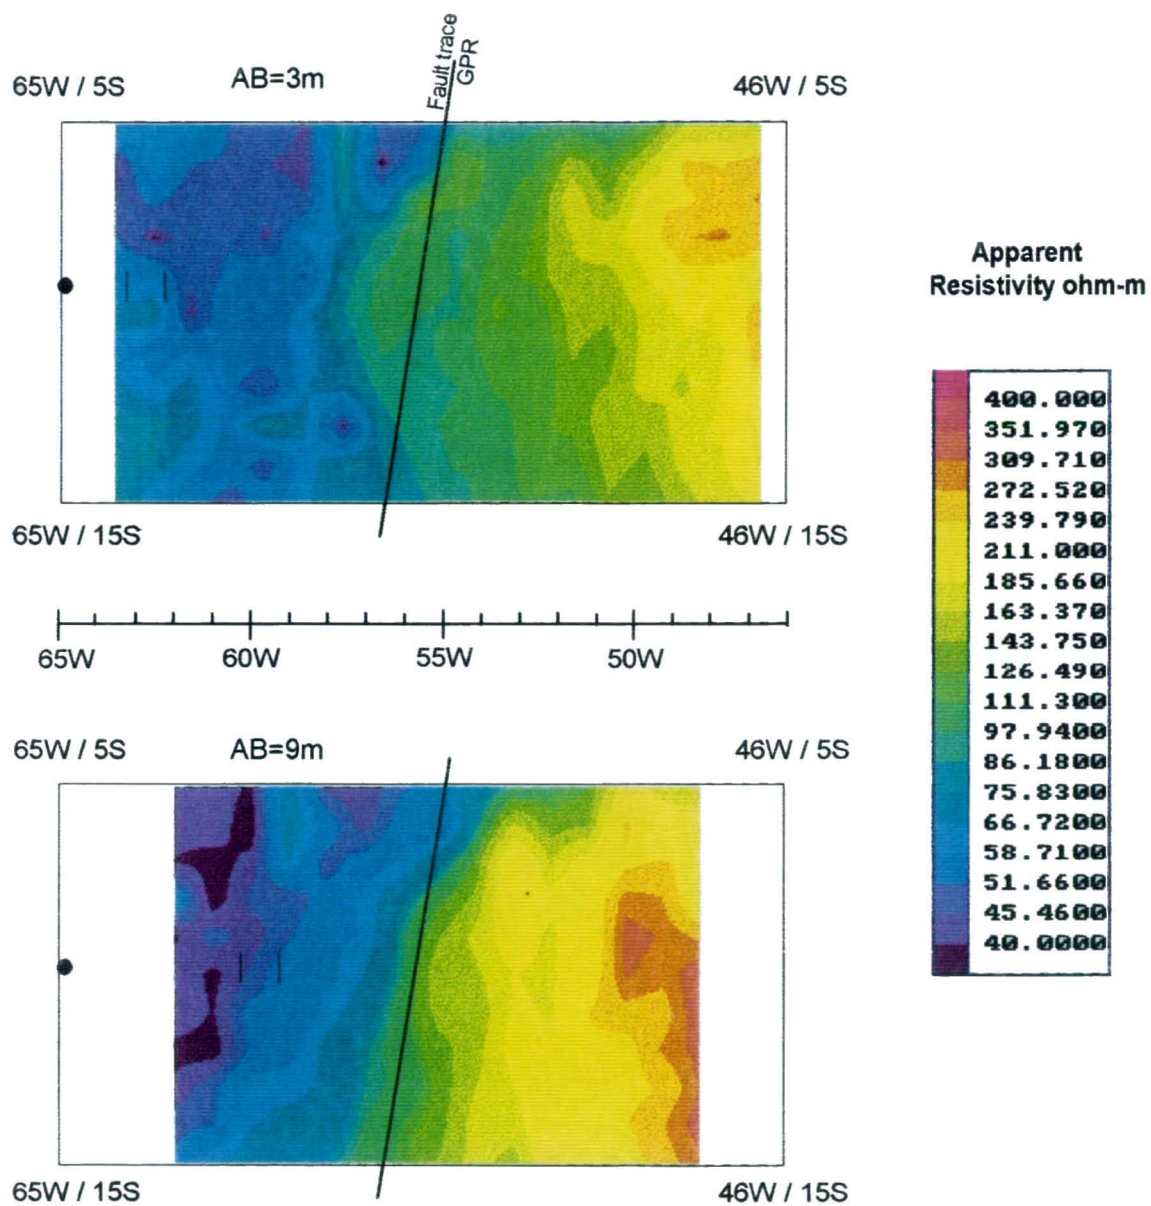 Fault trace
GPR
65W / 5S
AB=3m
46W / 5S
65W / 15S
46W / 15S
65W
60W
55W
50W
65W / 5S
AB=9m
46W / 5S
65W / 15S
46W / 15S
Apparent
Resistivity ohm-m
400.000
351.970
309.710
272.520
239.790
211.000
185.660
163.370
143.750
126.490
111.300
97.9400
86.1800
75.8300
66.7200
58.7100
51.6600
45.4600
40.0000